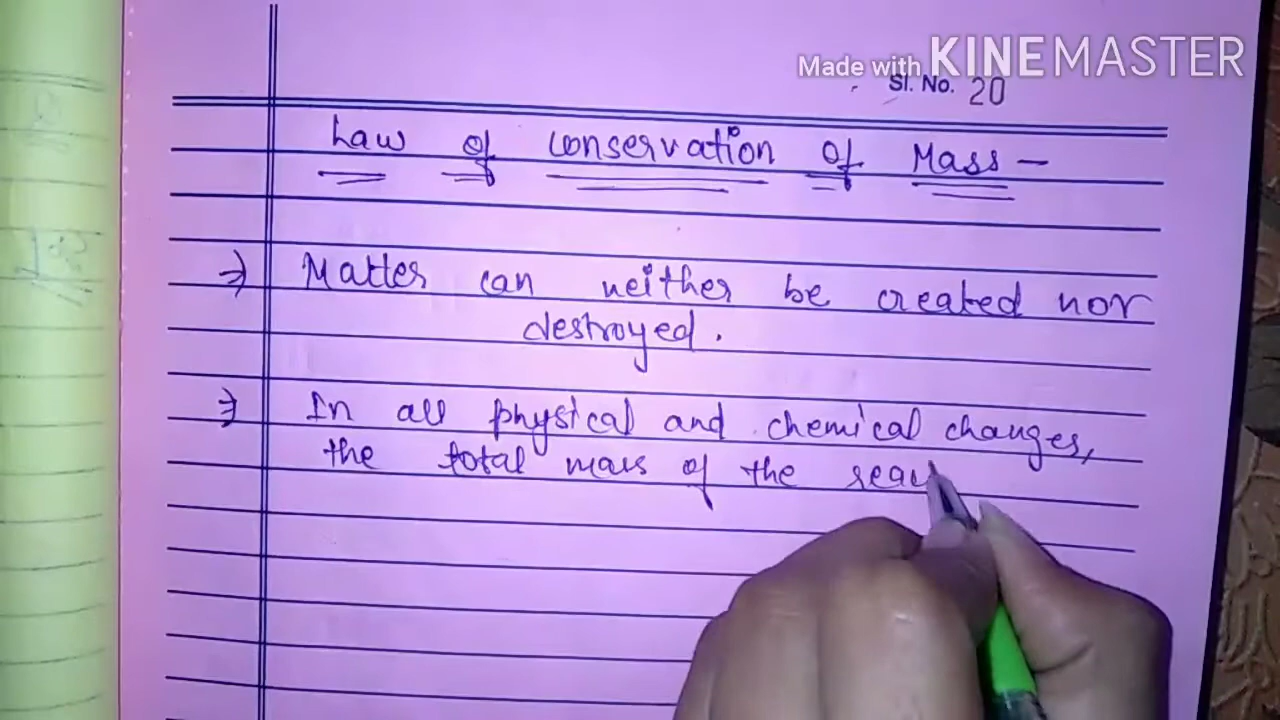 Made with KINEMASTER
Sl. No. 20
Law of Conservation of Mass –
⇒ Matter can neither be created nor
destroyed.
⇒ In all physical and chemical changes,
the total mass of the